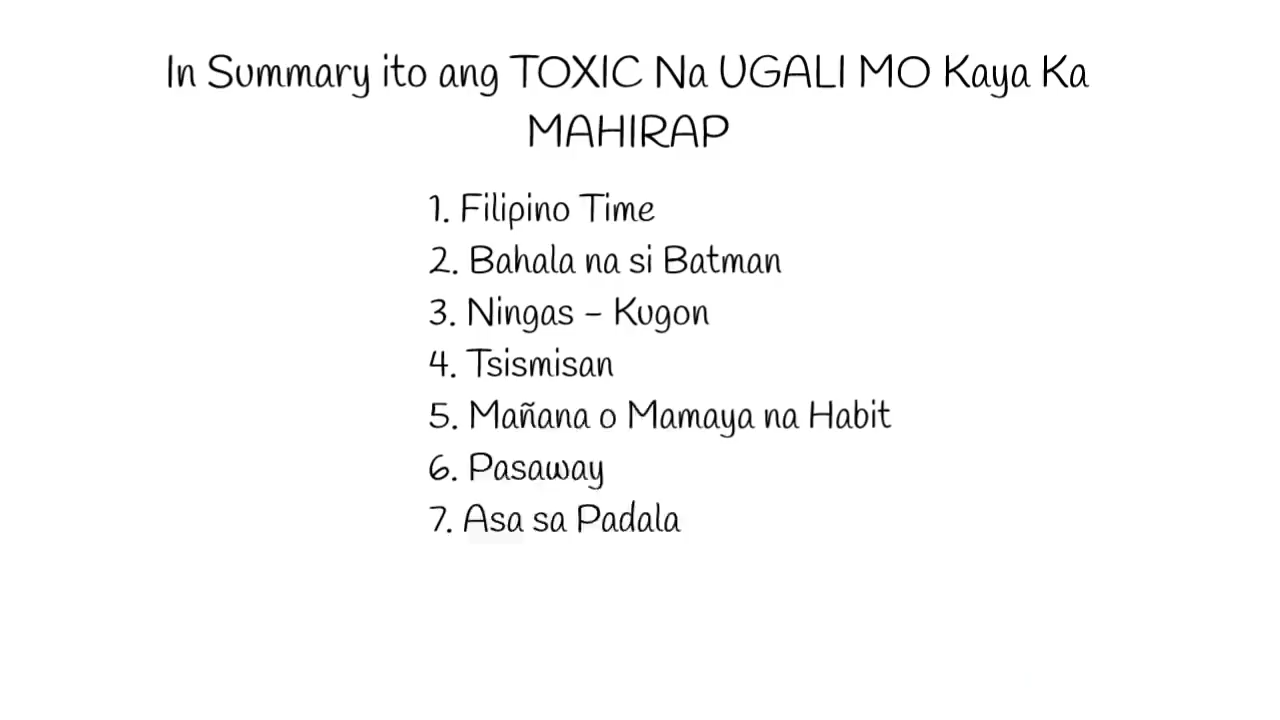 In Summary ito ang TOXIC Na UGALI MO Kaya Ka
MAHIRAP
1. Filipino Time
2. Bahala na si Batman
3. Ningas – Kugon
4. Tsismisan
5. Mañana o Mamaya na Habit
6. Pasaway
7. Asa sa Padala